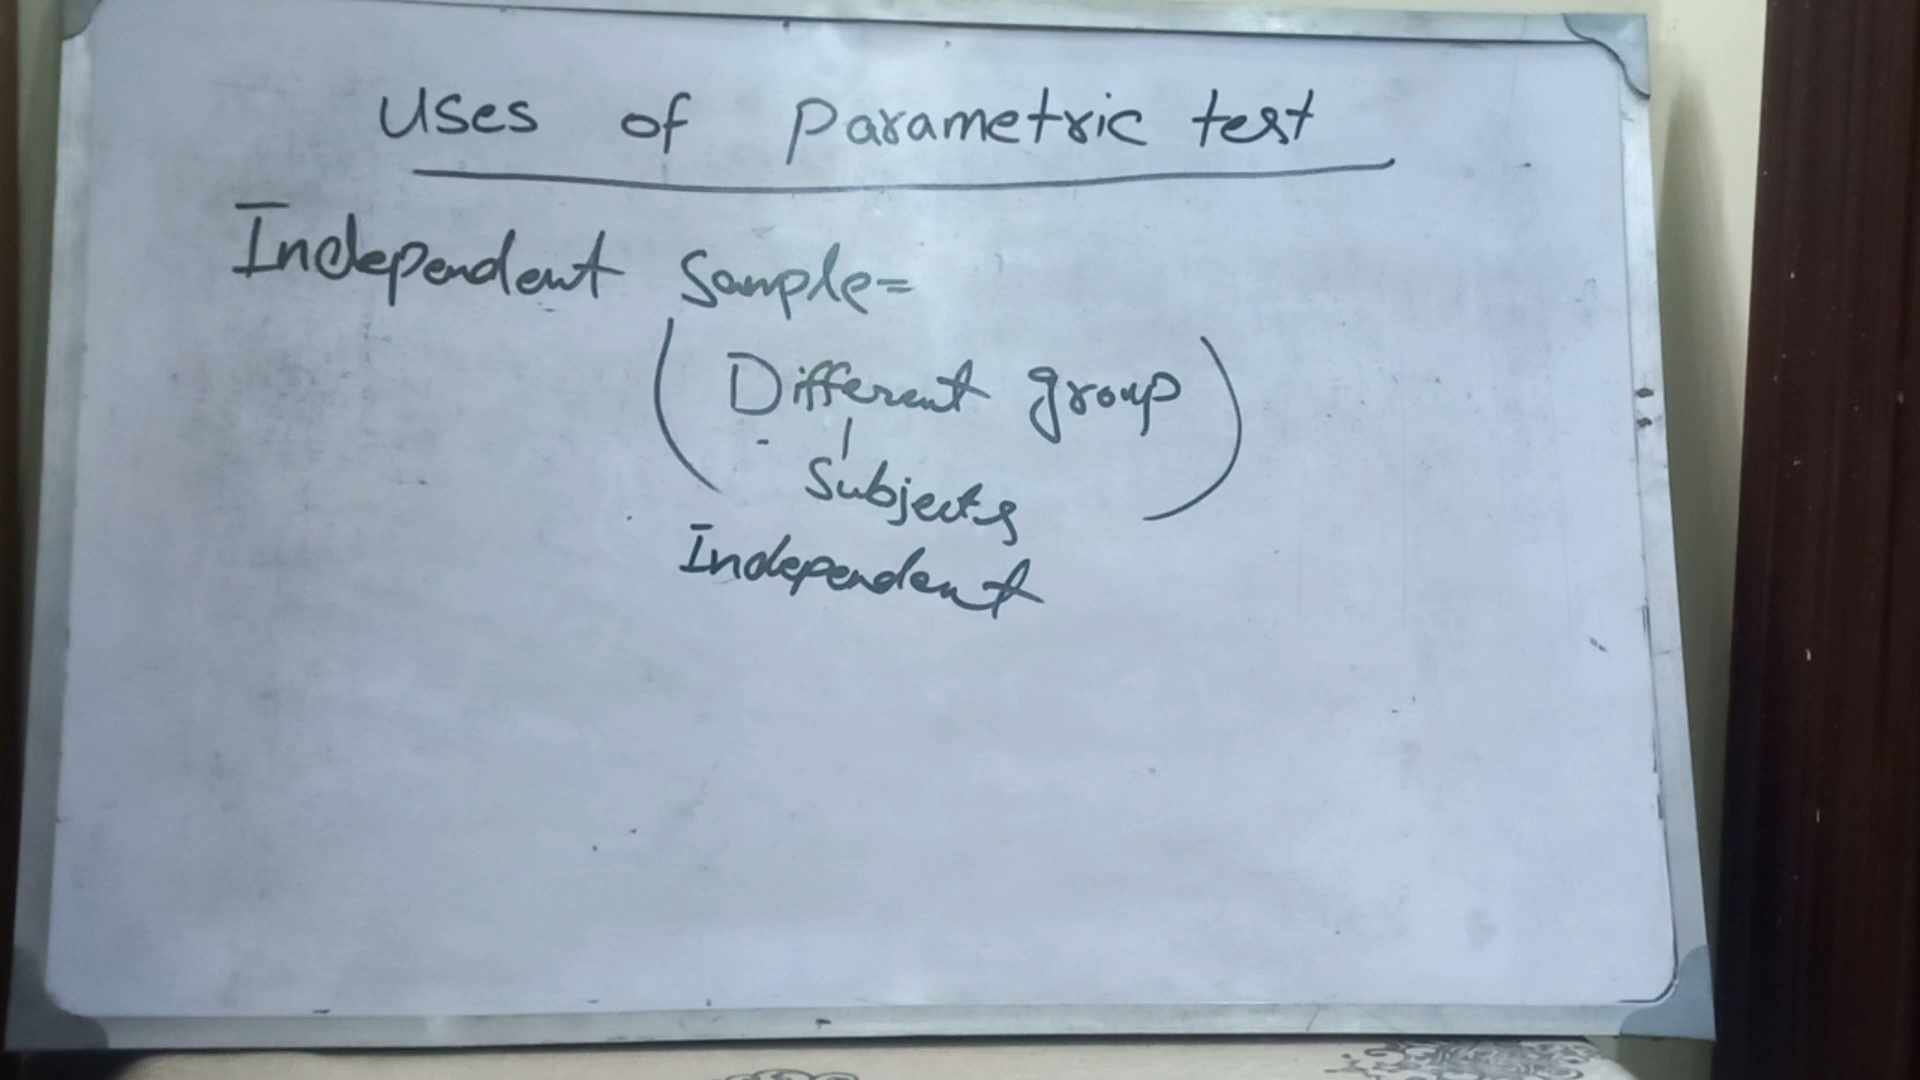 Uses of parametric test
Independent Sample=
(Different group
Subjects)
Independent